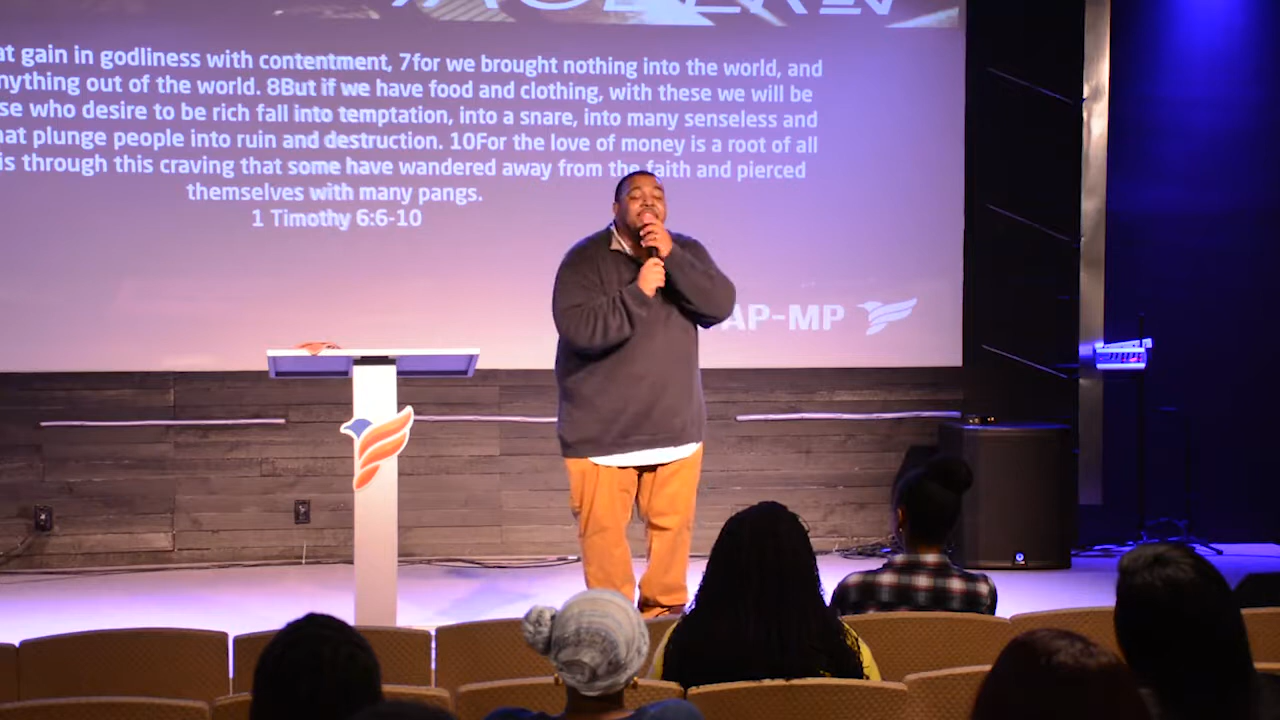 at gain in godliness with contentment, 7for we brought nothing into the world, and
nything out of the world. 8But if we have food and clothing, with these we will be
se who desire to be rich fall into temptation, into a snare, into many senseless and
hat plunge people into ruin and destruction. 10For the love of money is a root of all
is through this craving that some have wandered away from the faith and pierced
themselves with many pangs.
1 Timothy 6:6-10
AP-MP